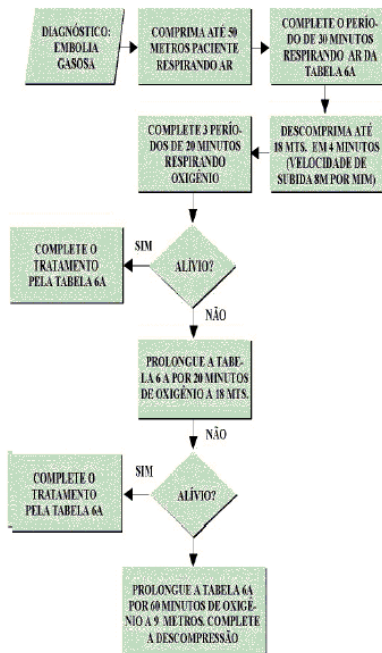 DIAGNÓSTICO:
EMBOLIA
GASOSA
COMPRIMA ATÉ 50
METROS PACIENTE
RESPIRANDO AR
COMPLETE O PERÍO-
DO DE 30 MINUTOS
RESPIRANDO AR DA
TABELA 6A
DESCOMPRIMA ATÉ
18 MTS. EM 4 MINUTOS
(VELOCIDADE DE
SUBIDA 8M POR MIM)
COMPLETE 3 PERÍO-
DOS DE 20 MINUTOS
RESPIRANDO
OXIGÊNIO
ALÍVIO?
SIM
COMPLETE O
TRATAMENTO
PELA TABELA 6A
NÃO
PROLONGUE A TABE-
LA 6 A POR 20 MINUTOS
DE OXIGÊNIO A 18 MTS.
NÃO
ALÍVIO?
SIM
COMPLETE O
TRATAMENTO
PELA TABELA 6A
PROLONGUE A TABELA 6A
POR 60 MINUTOS DE OXIGÊ-
NIO A 9 METROS. COMPLETE
A DESCOMPRESSÃO